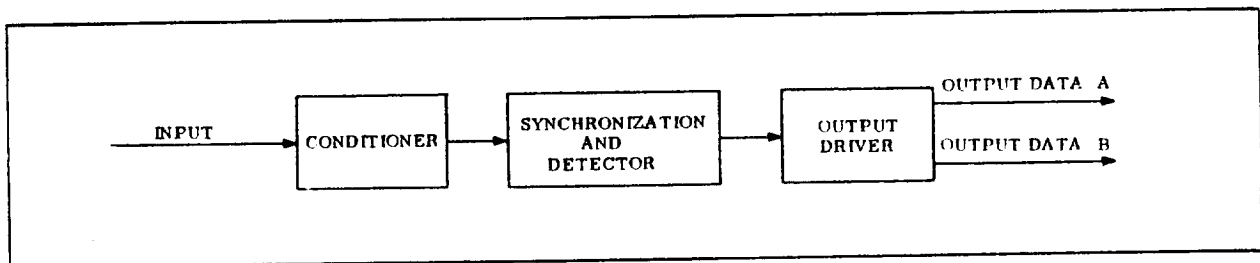 INPUT
CONDITIONER
SYNCHRONIZATION
AND
DETECTOR
OUTPUT
DRIVER
OUTPUT DATA A
OUTPUT DATA B